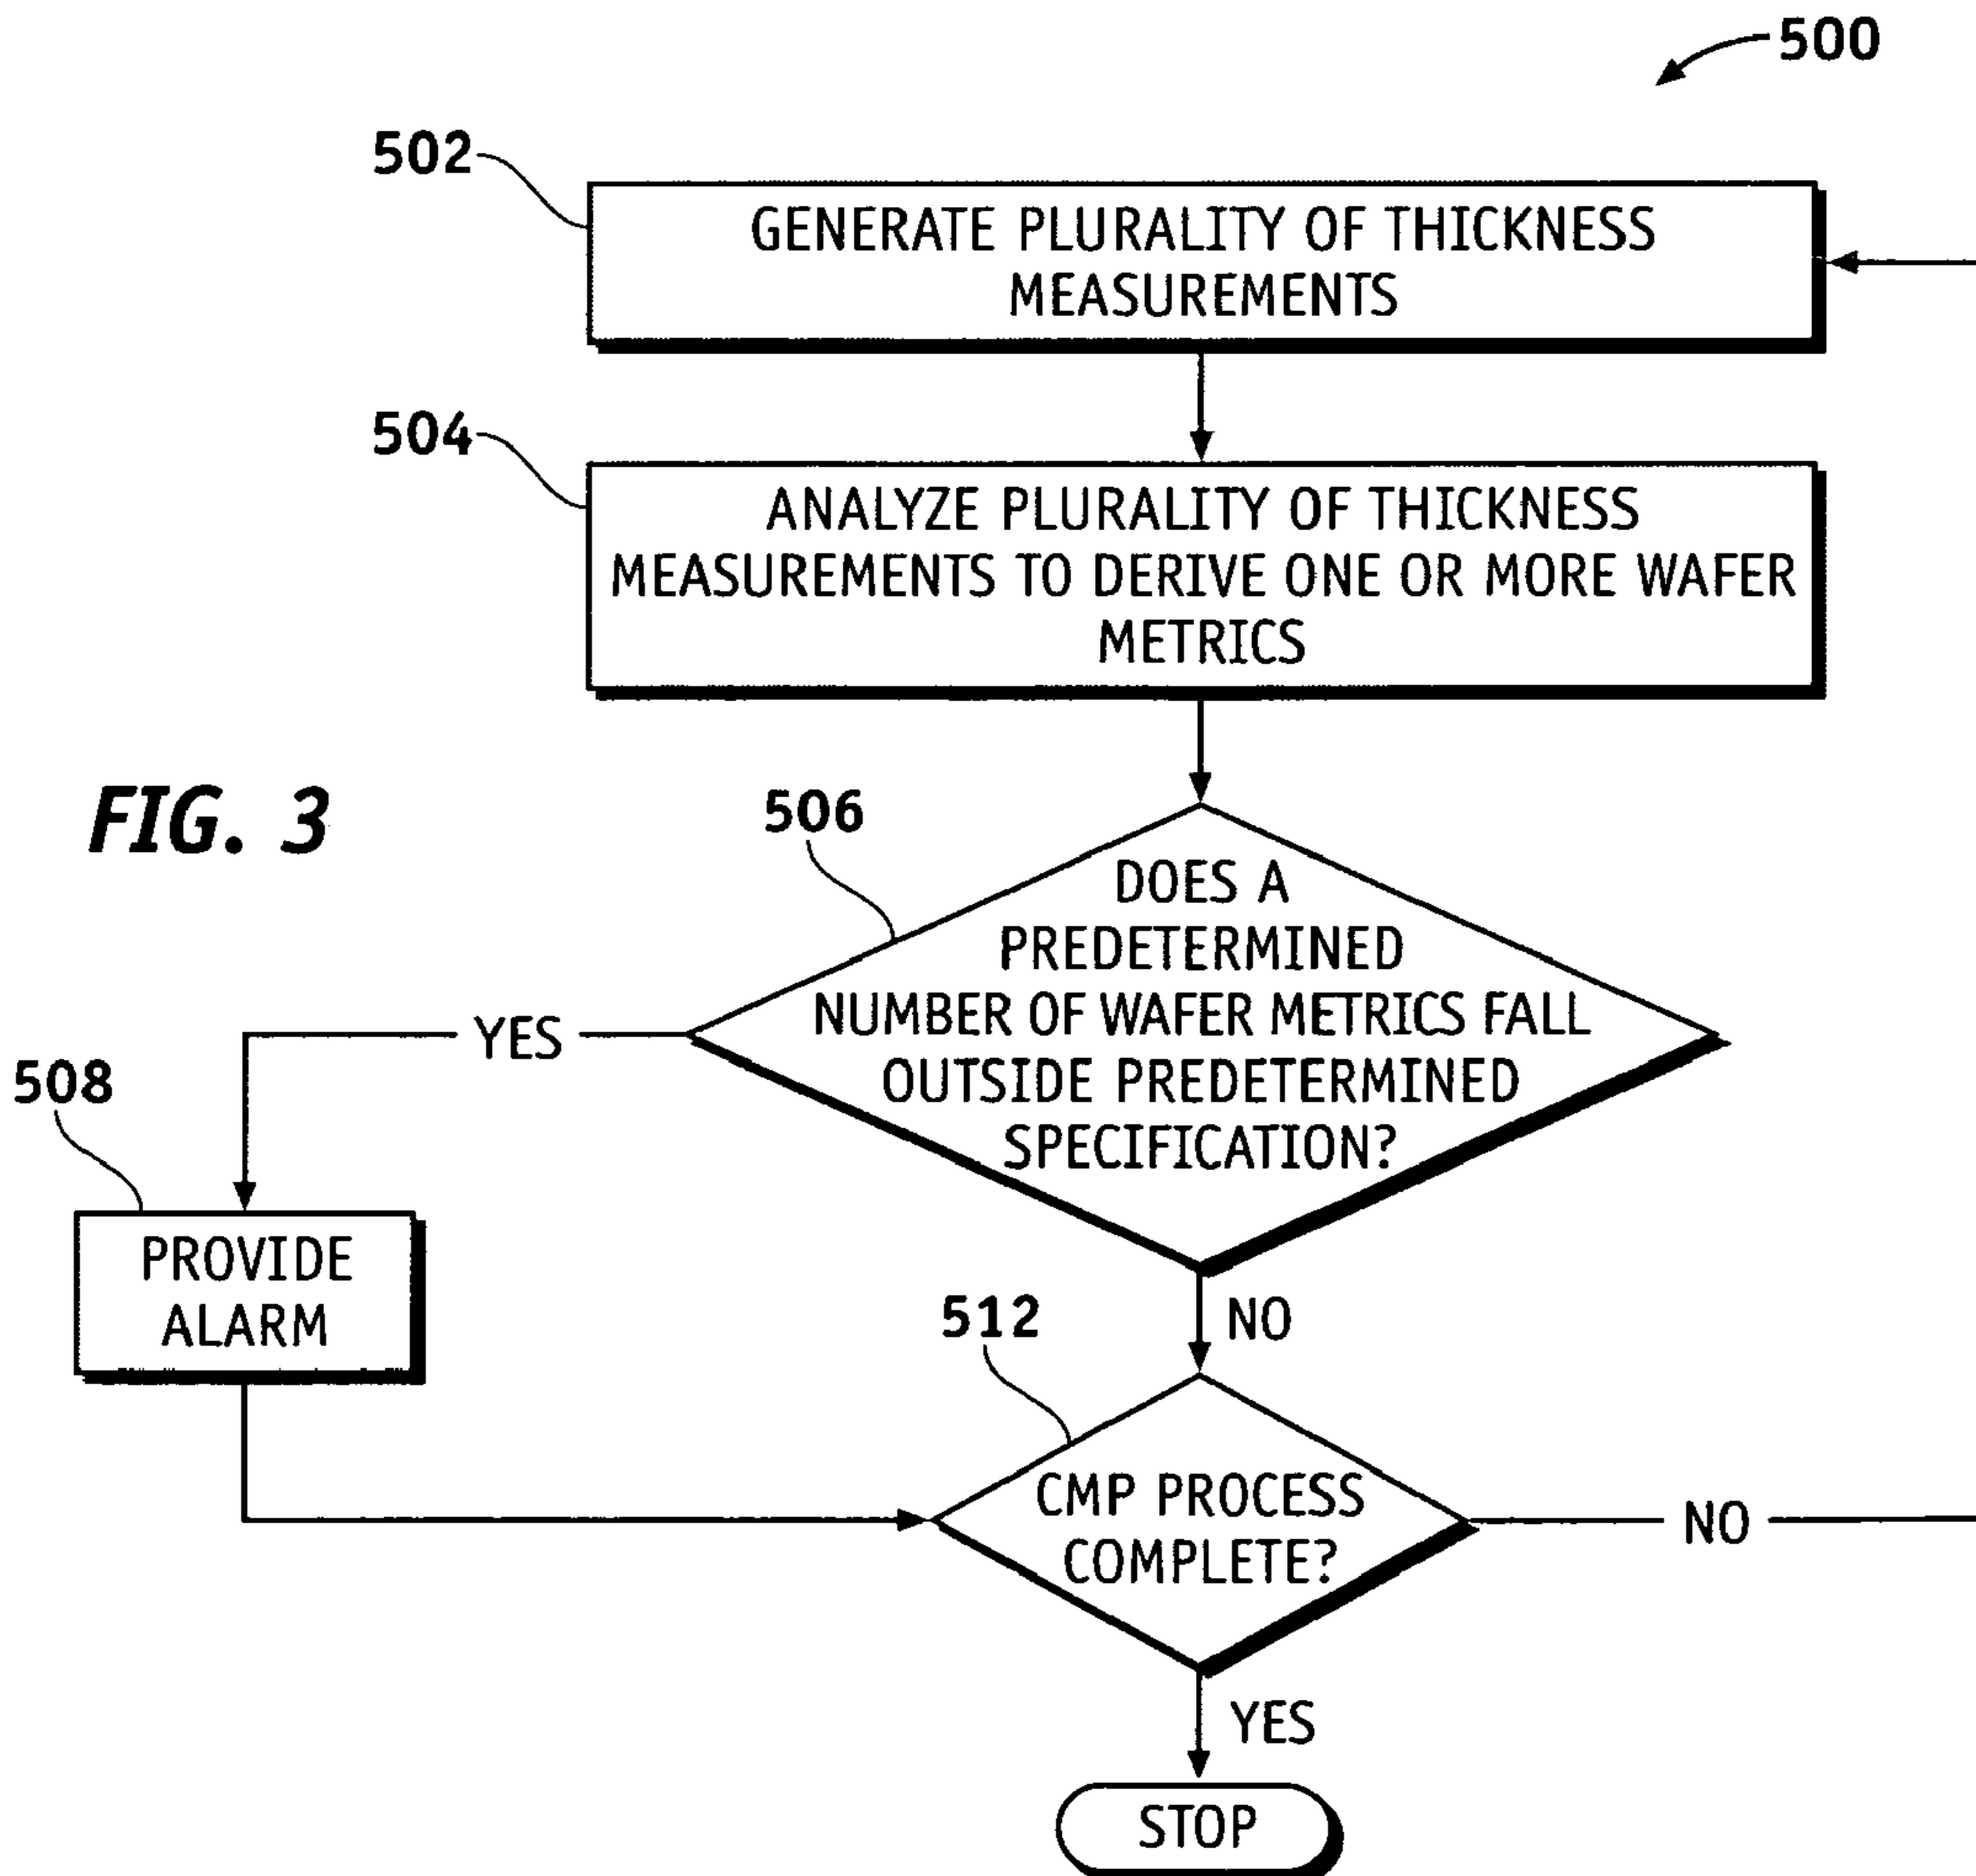 500
502
GENERATE PLURALITY OF THICKNESS
MEASUREMENTS
504
ANALYZE PLURALITY OF THICKNESS
MEASUREMENTS TO DERIVE ONE OR MORE WAFER
METRICS
FIG. 3
506
DOES A
PREDETERMINED
NUMBER OF WAFER METRICS FALL
OUTSIDE PREDETERMINED
SPECIFICATION?
YES
508
PROVIDE
ALARM
NO
512
CMP PROCESS
COMPLETE?
NO
YES
STOP